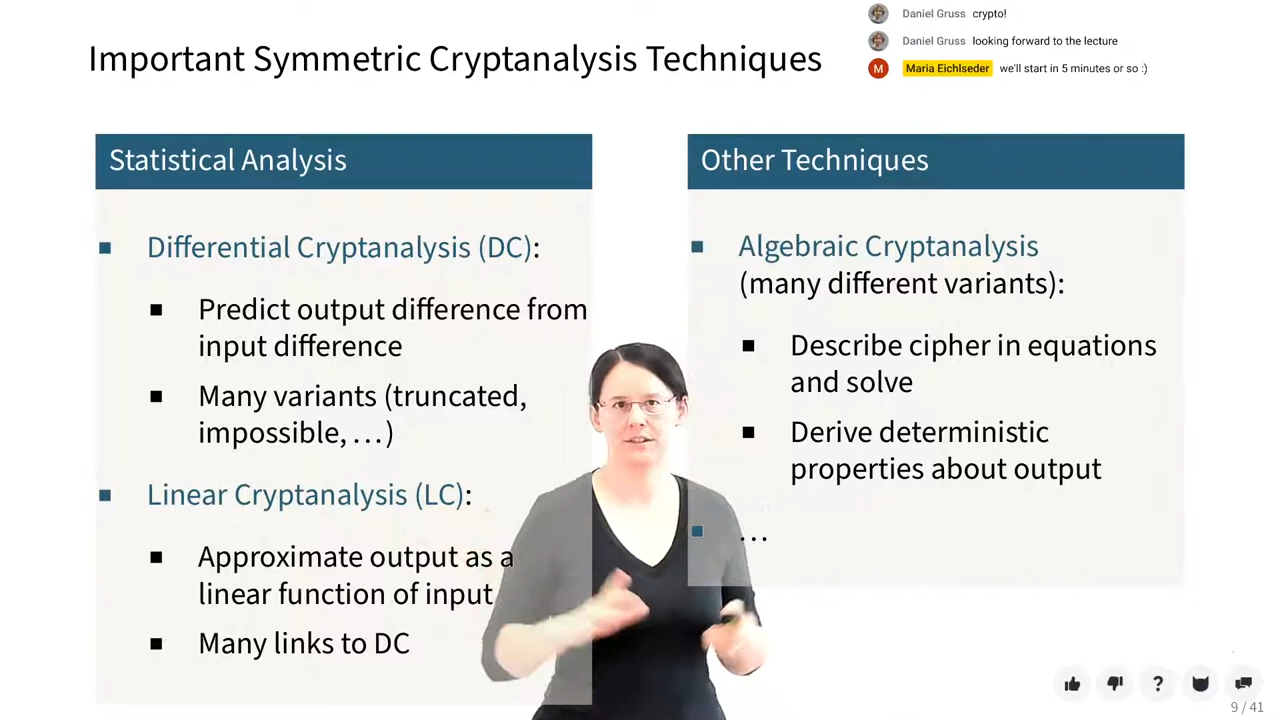 Important Symmetric Cryptanalysis Techniques
Daniel Gruss crypto!
Daniel Gruss looking forward to the lecture
M Maria Eichlseder we'll start in 5 minutes or so :)
Statistical Analysis
Differential Cryptanalysis (DC):
Predict output difference from
input difference
Many variants (truncated,
impossible, …)
Linear Cryptanalysis (LC):
Approximate output as a
linear function of input
Many links to DC
Other Techniques
Algebraic Cryptanalysis
(many different variants):
Describe cipher in equations
and solve
Derive deterministic
properties about output
…
9 / 41